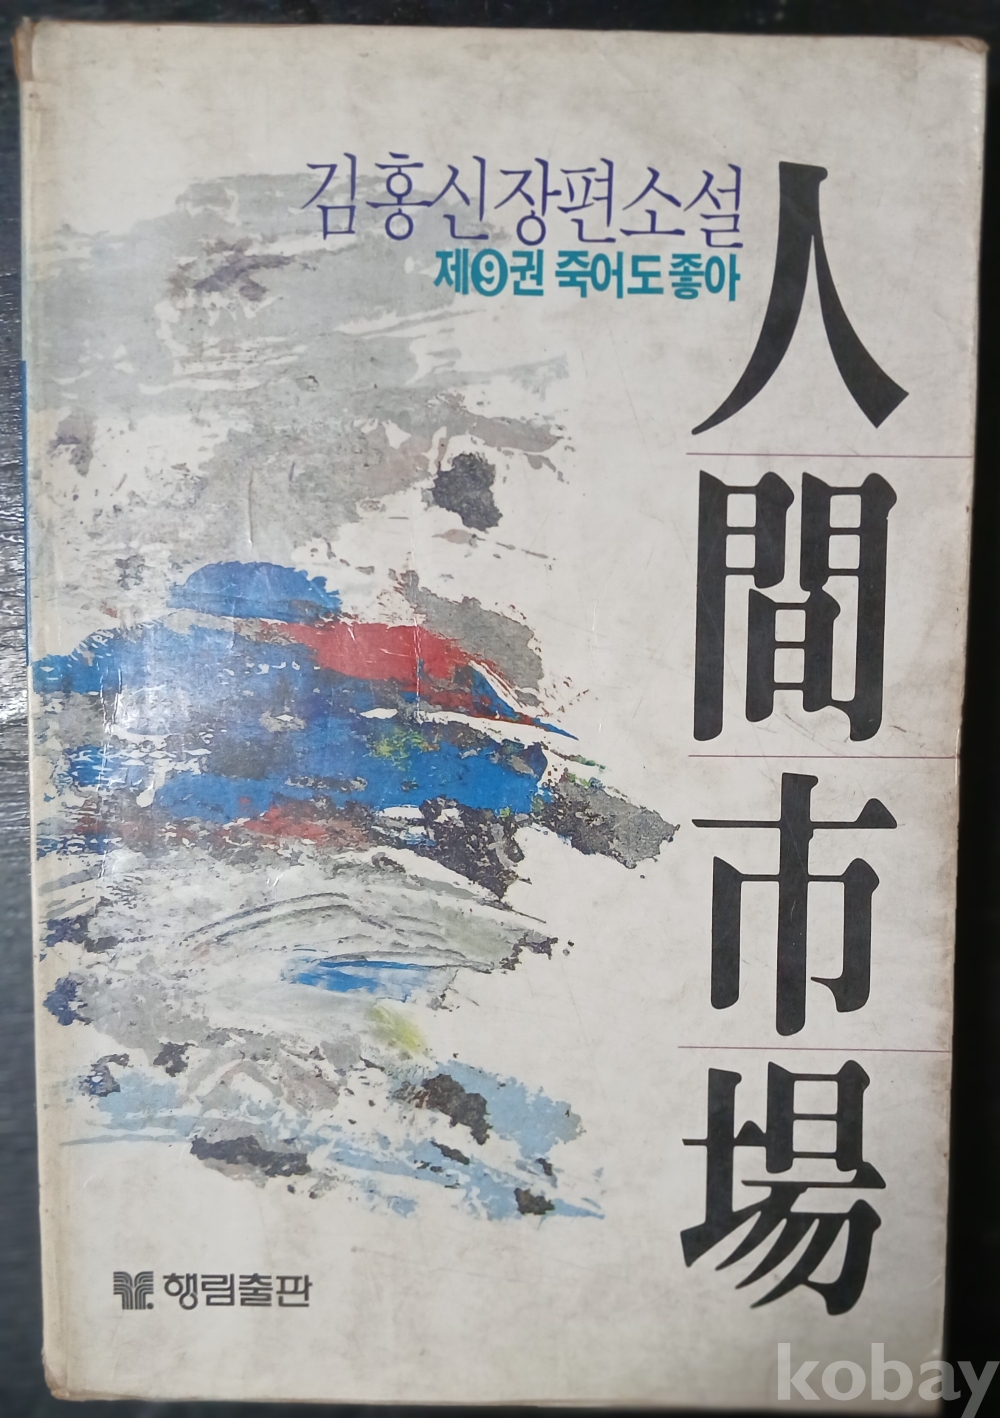 김홍신장편소설
제9권 죽어도 좋아
人間市場
행림출판
kobay